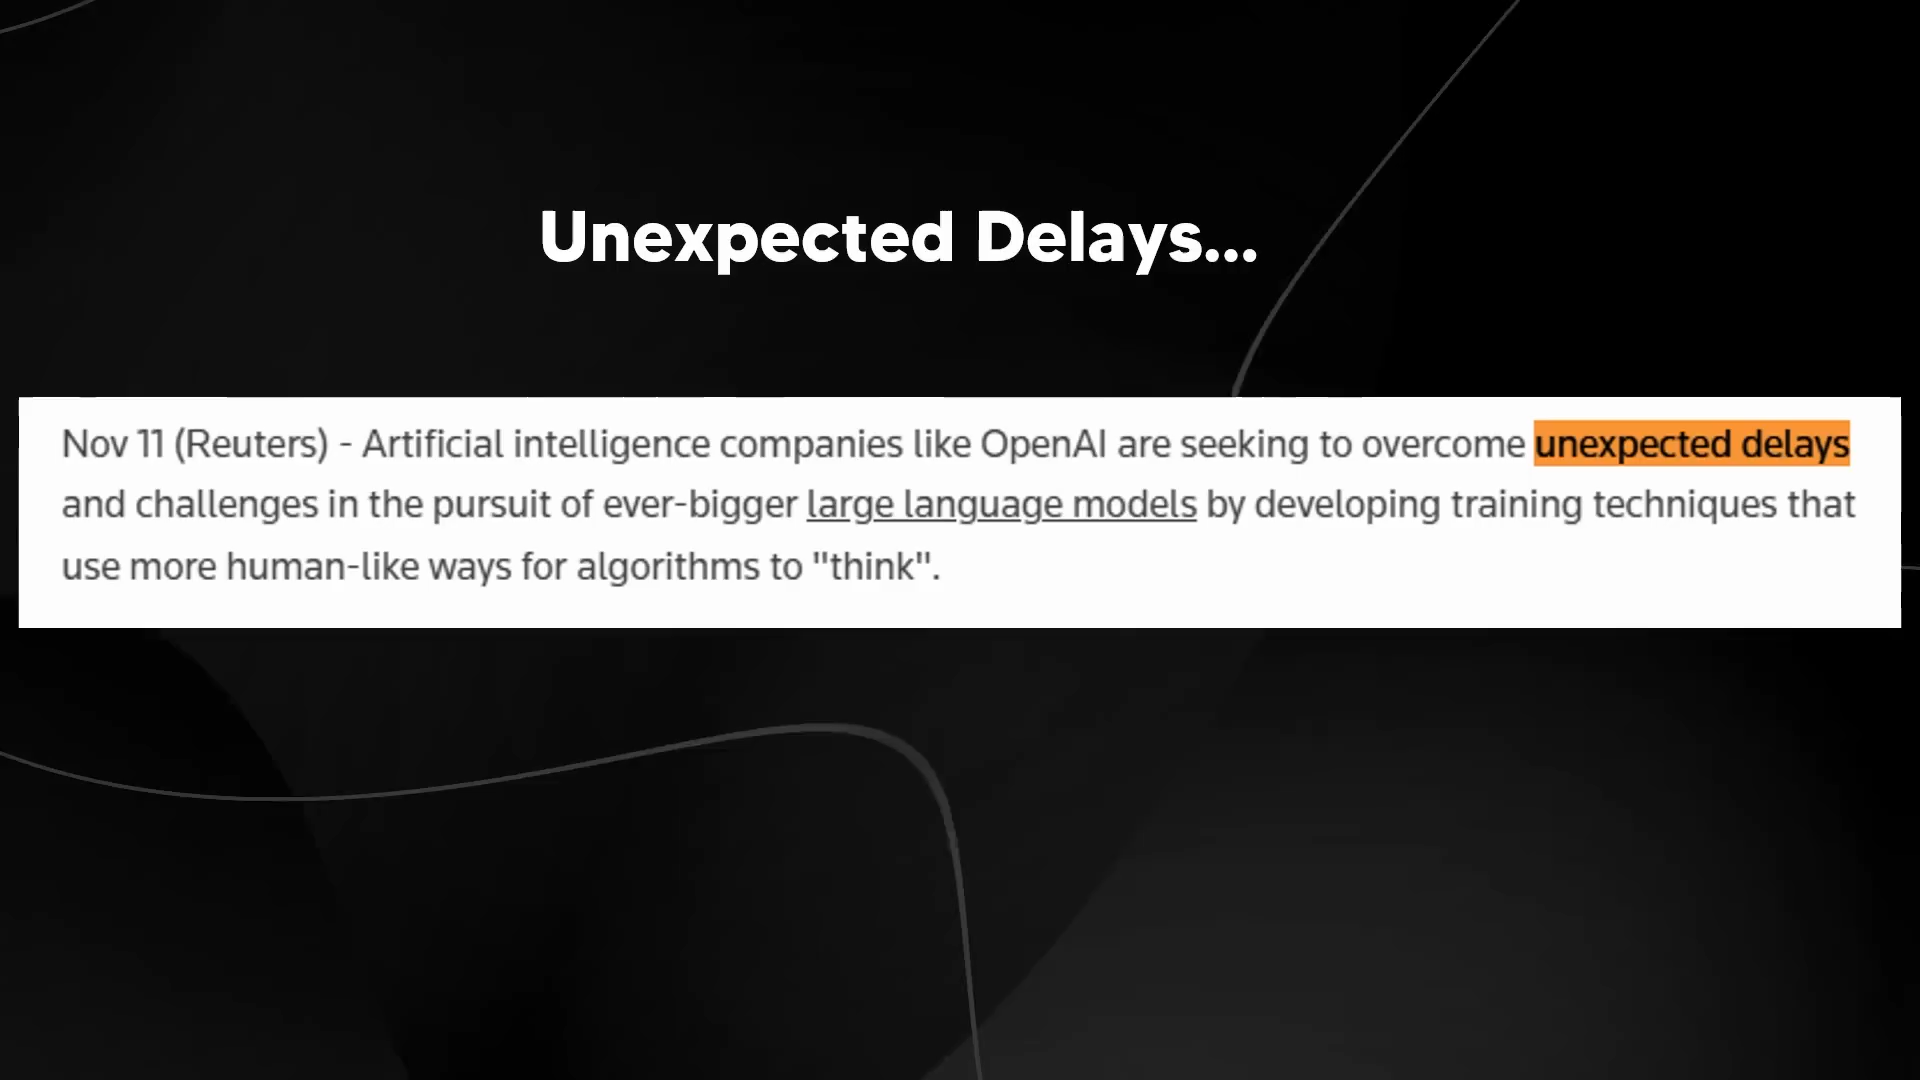 Unexpected Delays...
Nov 11 (Reuters) - Artificial intelligence companies like OpenAI are seeking to overcome unexpected delays
and challenges in the pursuit of ever-bigger large language models by developing training techniques that
use more human-like ways for algorithms to "think".